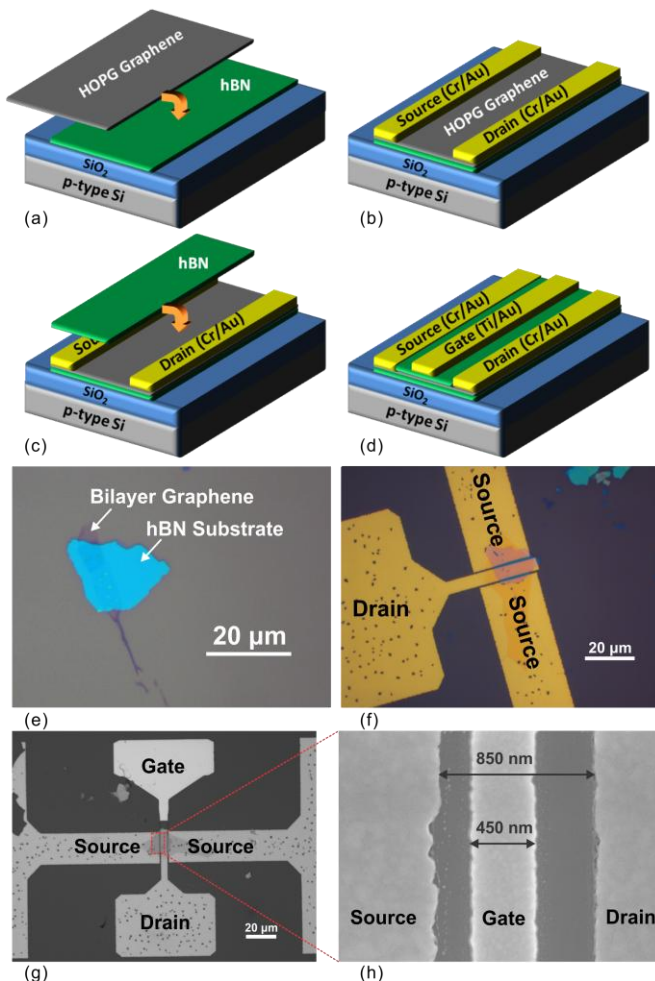 HOPG Graphene
hBN
SiO₂
p-type Si
(a)
Source (Cr/Au)
HOPG Graphene
Drain (Cr/Au)
SiO₂
p-type Si
(b)
hBN
Sou
Drain (Cr/Au)
SiO₂
p-type Si
(c)
Source (Cr/Au)
Gate (Ti/Au)
Drain (Cr/Au)
SiO₂
p-type Si
(d)
Bilayer Graphene
hBN Substrate
20 µm
(e)
Source
Drain
Source
20 µm
(f)
Gate
Source
Source
Drain
20 µm
(g)
850 nm
450 nm
Source
Gate
Drain
(h)